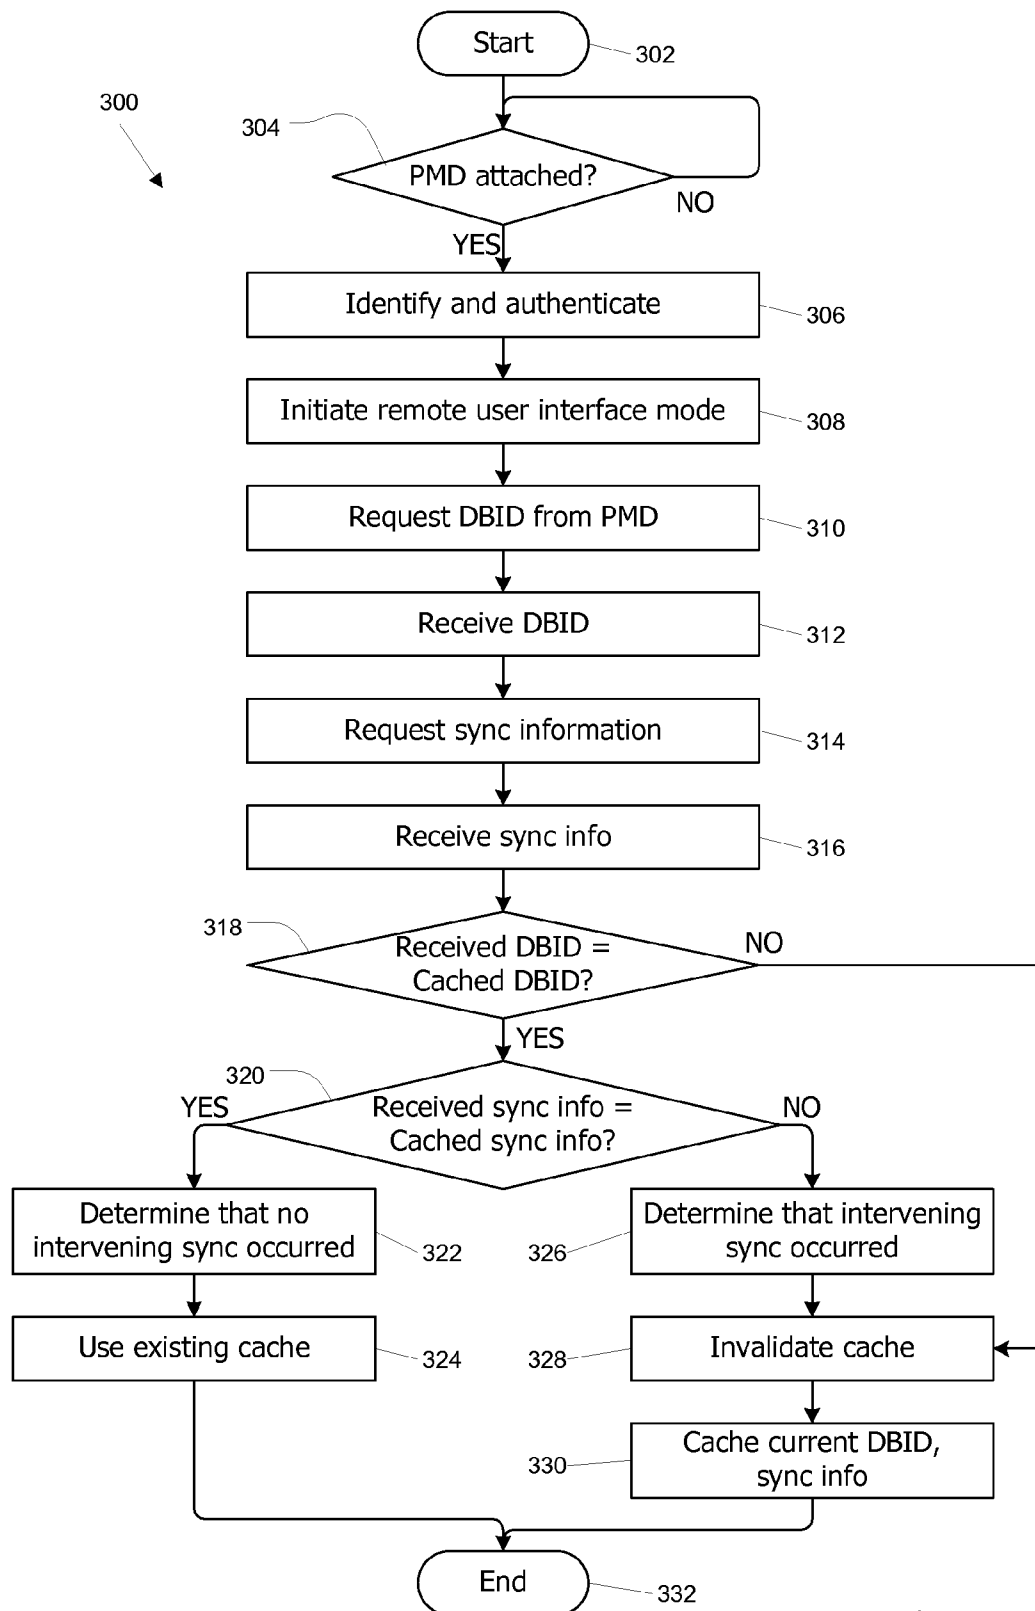 Start
302
300
304
PMD attached?
NO
YES
Identify and authenticate
306
Initiate remote user interface mode
308
Request DBID from PMD
310
Receive DBID
312
Request sync information
314
Receive sync info
316
318
Received DBID =
Cached DBID?
NO
YES
320
YES
Received sync info =
Cached sync info?
NO
Determine that no
intervening sync occurred
322
326
Determine that intervening
sync occurred
Use existing cache
324
328
Invalidate cache
330
Cache current DBID,
sync info
End
332